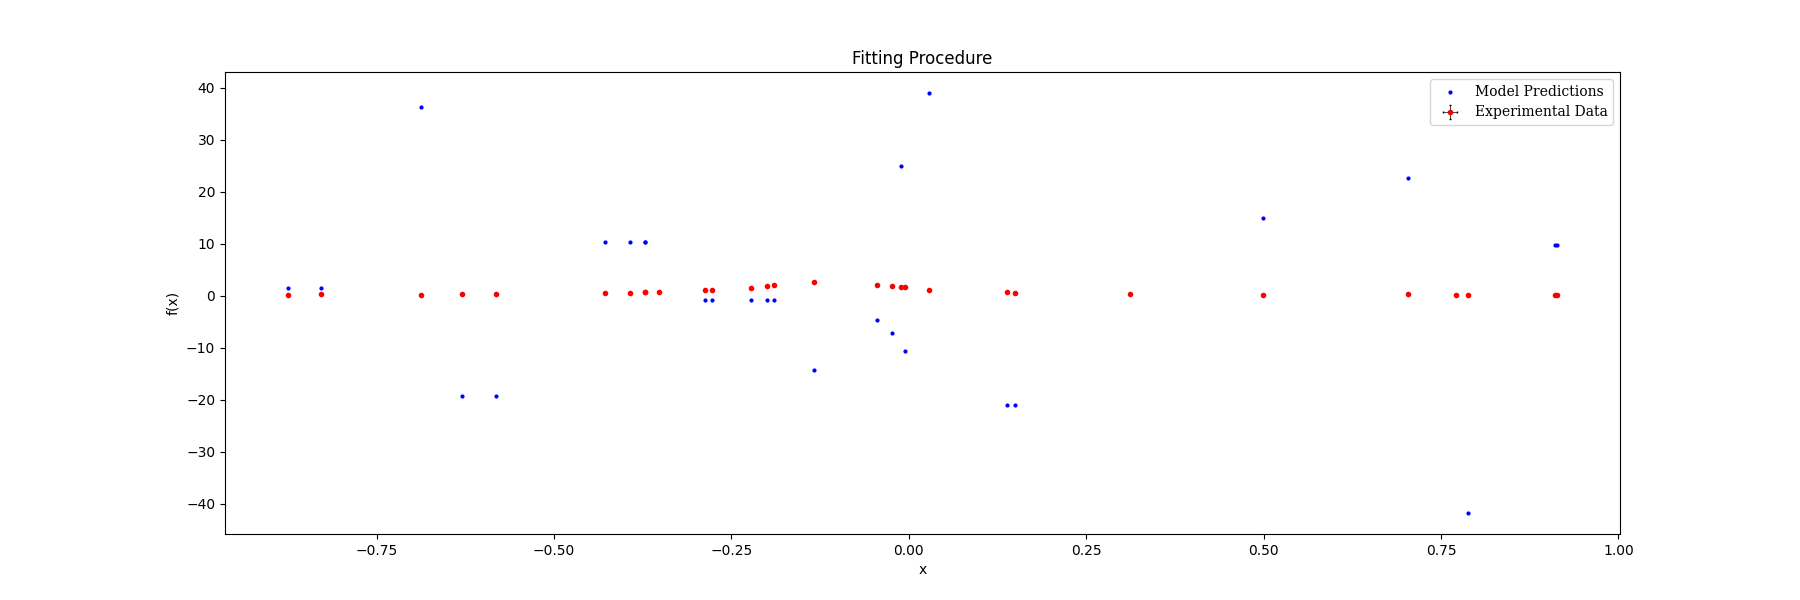 Fitting Procedure
Model Predictions
Experimental Data
f(x)
40
30
20
10
0
−10
−20
−30
−40
−0.75 −0.50 −0.25 0.00 0.25 0.50 0.75 1.00
x